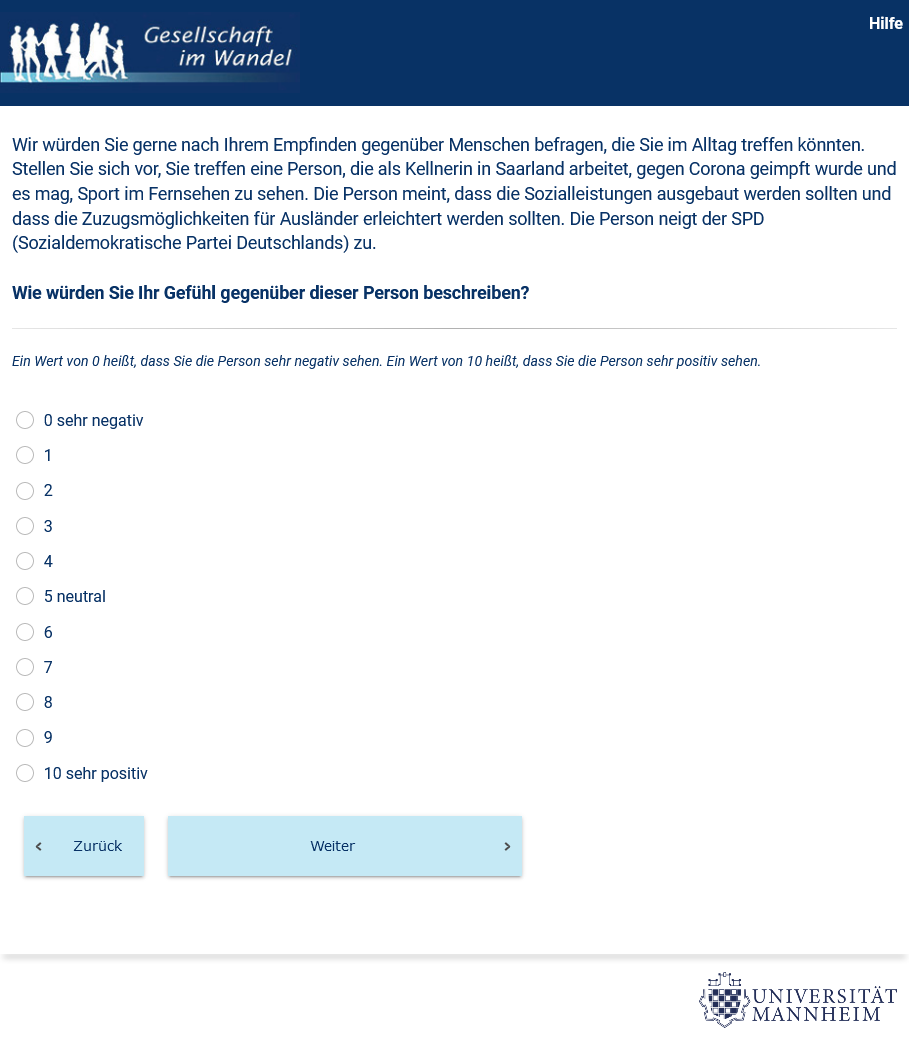 Gesellschaft
im Wandel
Hilfe
Wir würden Sie gerne nach Ihrem Empfinden gegenüber Menschen befragen, die Sie im Alltag treffen könnten.
Stellen Sie sich vor, Sie treffen eine Person, die als Kellnerin in Saarland arbeitet, gegen Corona geimpft wurde und
es mag, Sport im Fernsehen zu sehen. Die Person meint, dass die Sozialleistungen ausgebaut werden sollten und
dass die Zuzugsmöglichkeiten für Ausländer erleichtert werden sollten. Die Person neigt der SPD
(Sozialdemokratische Partei Deutschlands) zu.
Wie würden Sie Ihr Gefühl gegenüber dieser Person beschreiben?
Ein Wert von 0 heißt, dass Sie die Person sehr negativ sehen. Ein Wert von 10 heißt, dass Sie die Person sehr positiv sehen.
0 sehr negativ
1
2
3
4
5 neutral
6
7
8
9
10 sehr positiv
Zurück
Weiter
UNIVERSITÄT
MANNHEIM